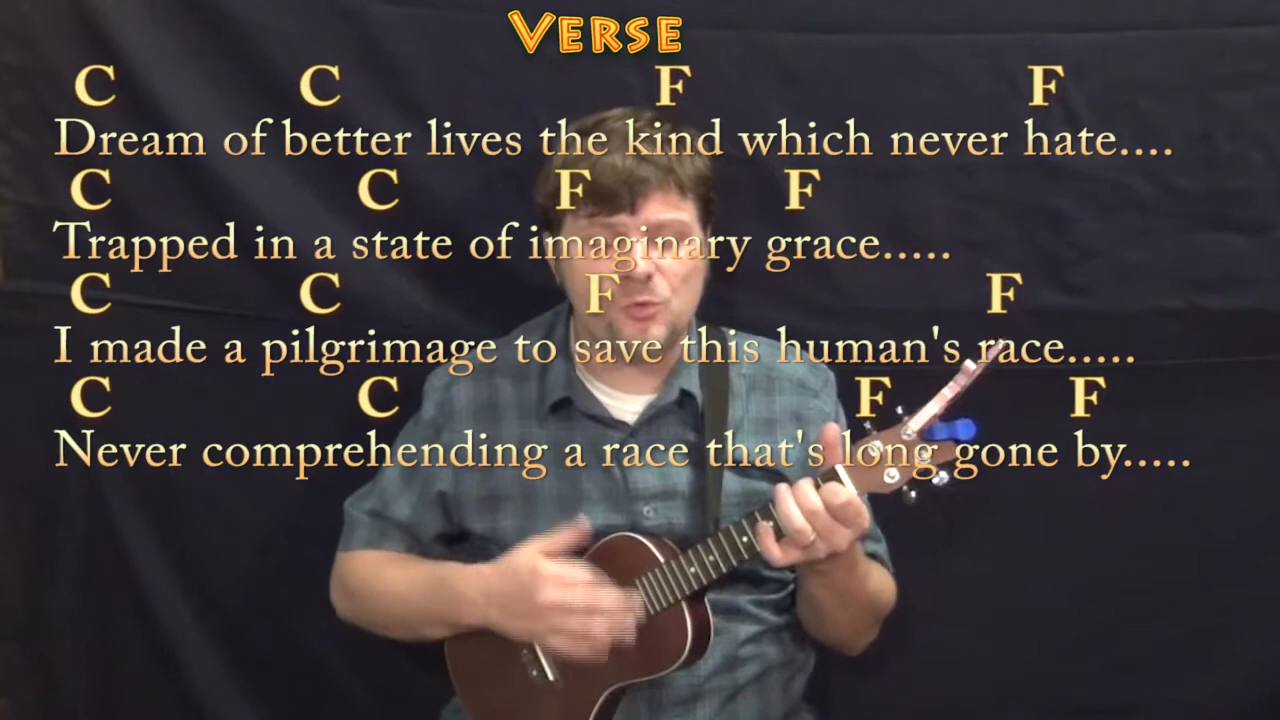 VERSE
C C F F
Dream of better lives the kind which never hate....
C C F F
Trapped in a state of imaginary grace.....
C C F F
I made a pilgrimage to save this human's race.....
C C F F
Never comprehending a race that's long gone by.....